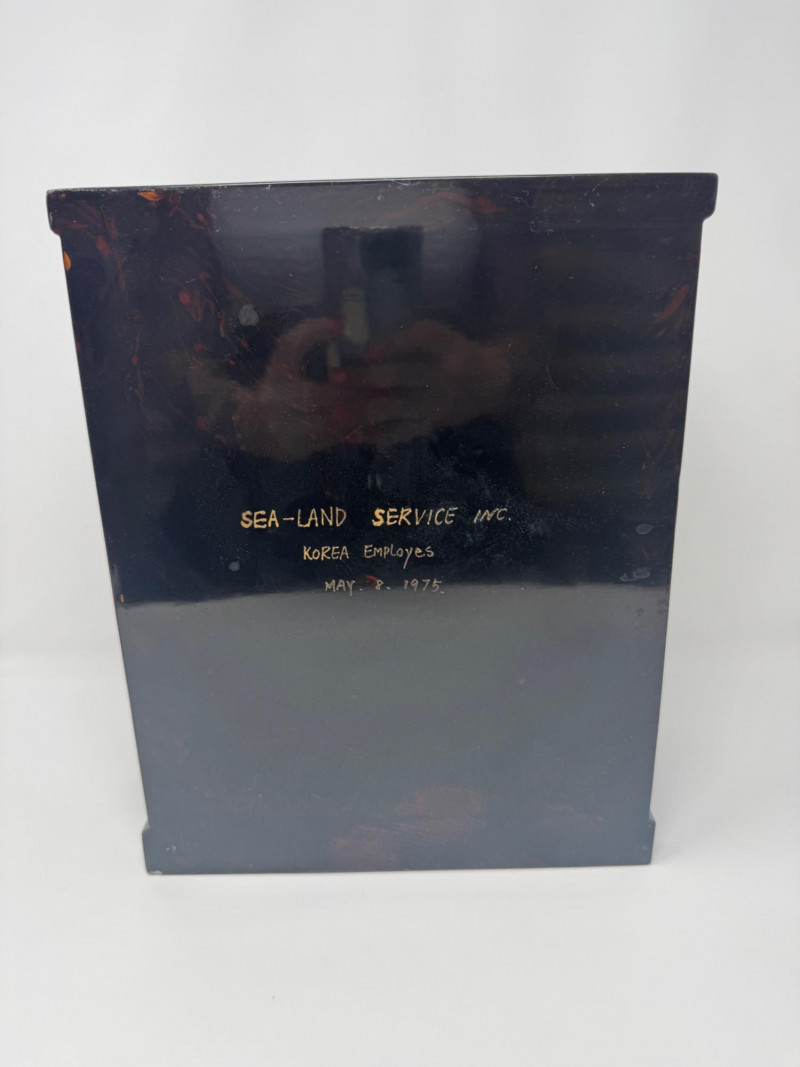 SEA-LAND SERVICE INC.
KOREA Employes
MAY. 8. 1975.